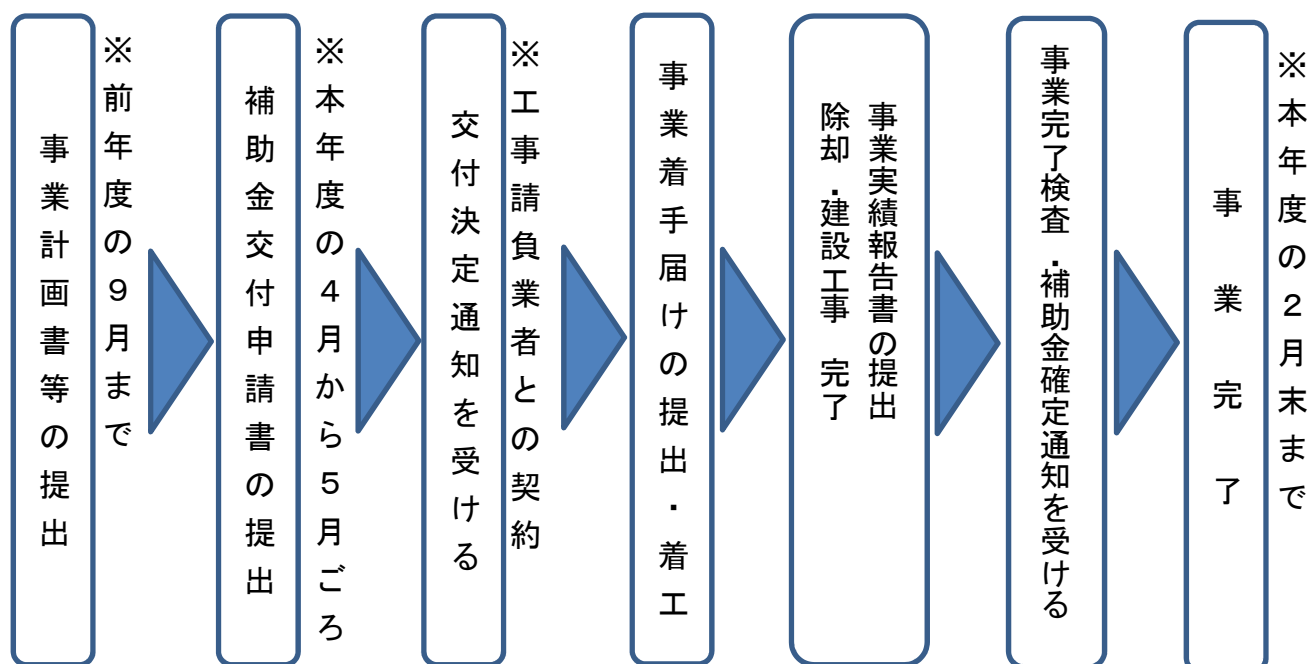 事業計画書等の提出
※前年度の9月まで
補助金交付申請書の提出
※本年度の4月から5月ごろ
交付決定通知を受ける
※工事請負業者との契約
事業着手届けの提出・着工
事業実績報告書の提出
除却・建設工事 完了
事業完了検査・補助金確定通知を受ける
事業完了
※本年度の2月末まで